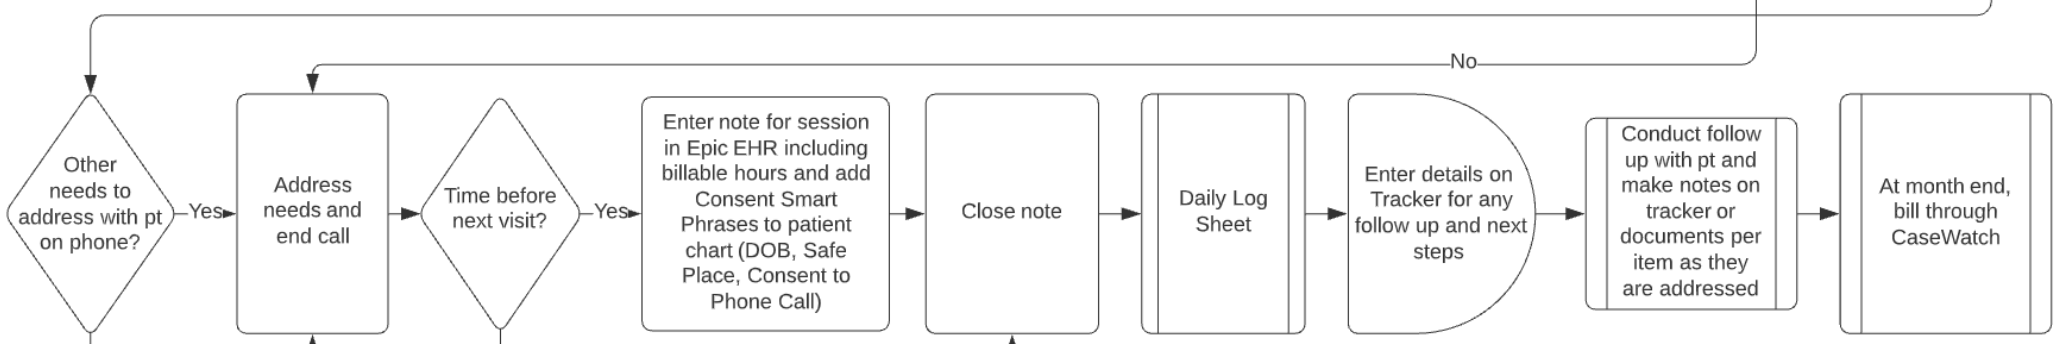 No
Other
needs to
address with pt
on phone?
Yes
Address
needs and
end call
Time before
next visit?
Yes
Enter note for session
in Epic EHR including
billable hours and add
Consent Smart
Phrases to patient
chart (DOB, Safe
Place, Consent to
Phone Call)
Close note
Daily Log
Sheet
Enter details on
Tracker for any
follow up and next
steps
Conduct follow
up with pt and
make notes on
tracker or
documents per
item as they
are addressed
At month end,
bill through
CaseWatch